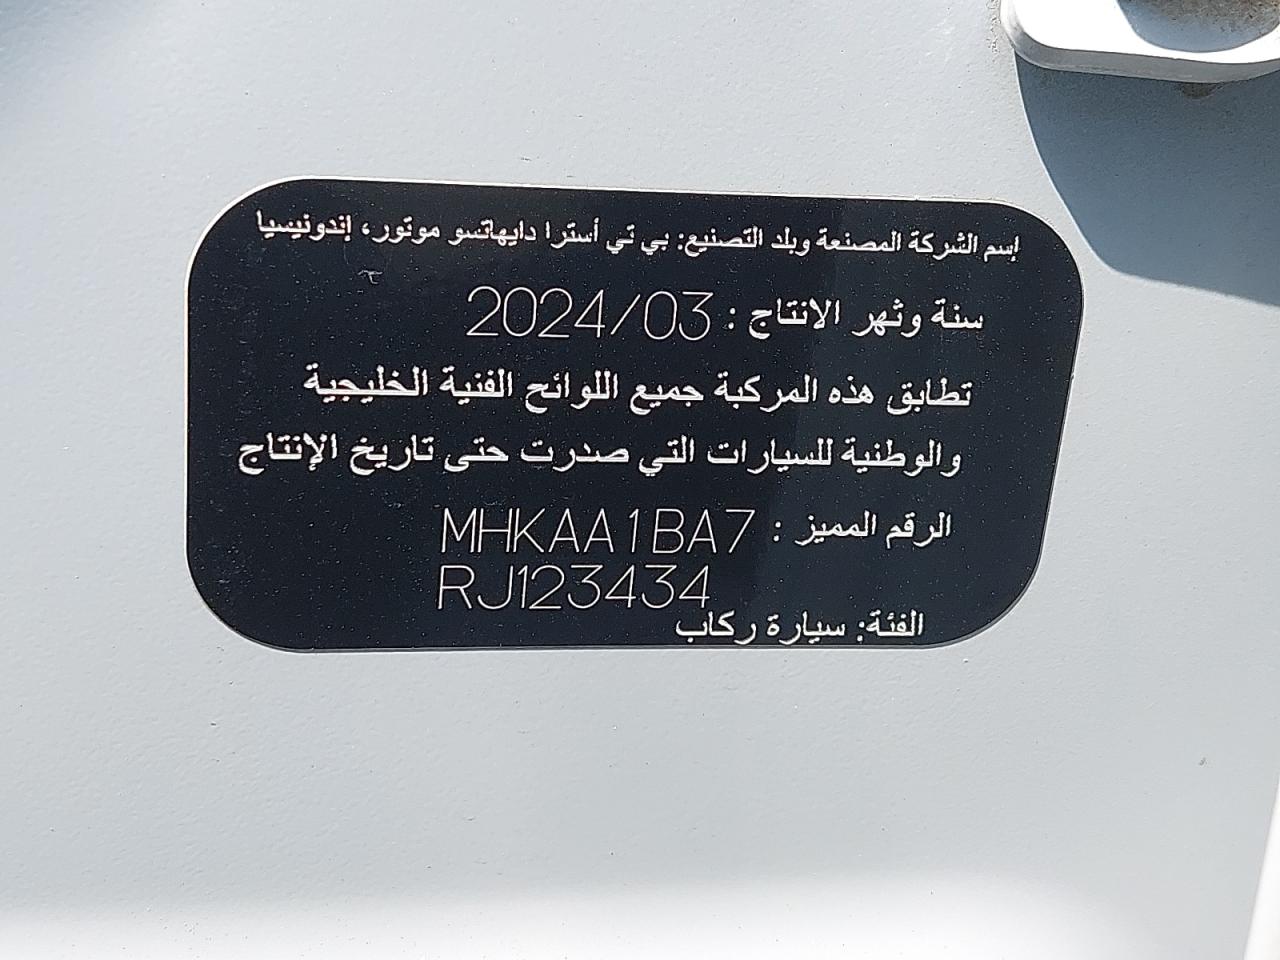 إسم الشركة المصنعة وبلد التصنيع: بي تي أسترا دايهاتسو موتور، إندونيسيا
سنة وثهر الانتاج : 2024/03
تطابق هذه المركبة جميع اللوائح الفنية الخليجية
والوطنية للسيارات التي صدرت حتى تاريخ الإنتاج
الرقم المميز : MHKAA1BA7
RJ123434
الفئة: سيارة ركاب